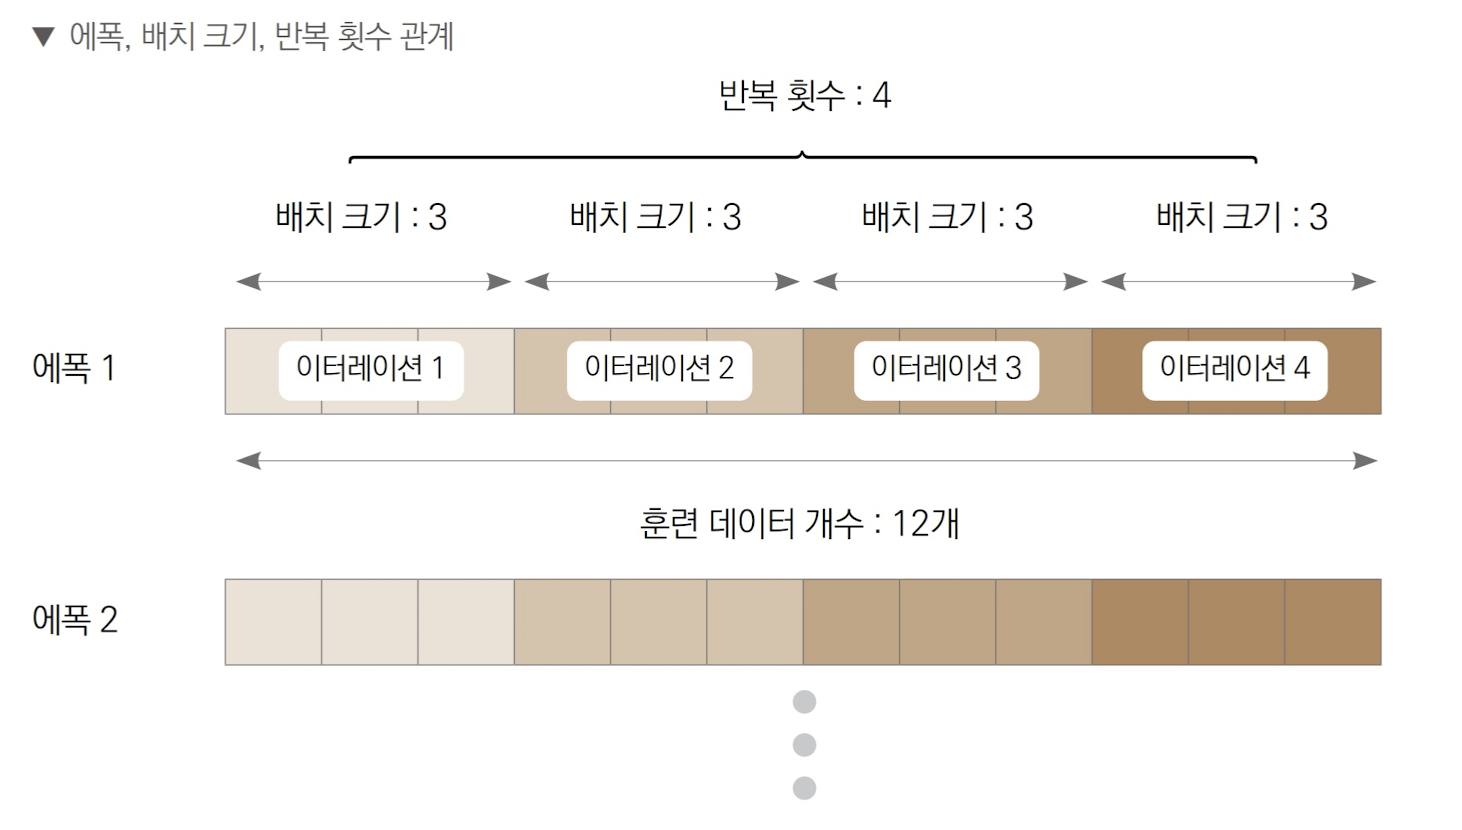 ▼ 에폭, 배치 크기, 반복 횟수 관계
반복 횟수 : 4
배치 크기 : 3 배치 크기 : 3 배치 크기 : 3 배치 크기 : 3
에폭 1 이터레이션 1 이터레이션 2 이터레이션 3 이터레이션 4
훈련 데이터 개수 : 12개
에폭 2